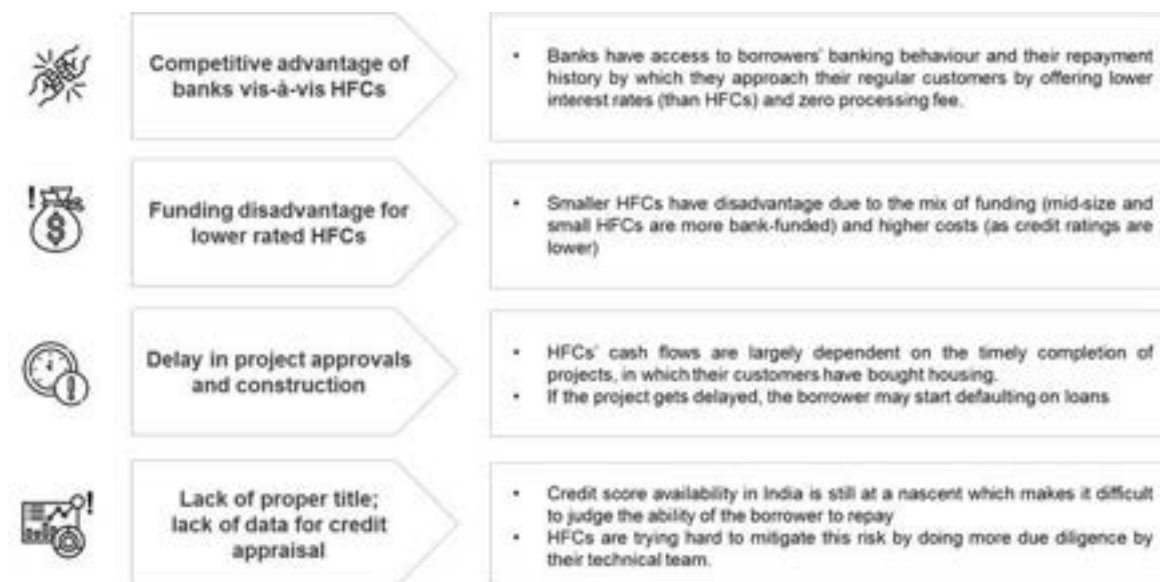 Competitive advantage of
banks vis-à-vis HFCs
• Banks have access to borrowers' banking behaviour and their repayment
history by which they approach their regular customers by offering lower
interest rates (than HFCs) and zero processing fee.
Funding disadvantage for
lower rated HFCs
• Smaller HFCs have disadvantage due to the mix of funding (mid-size and
small HFCs are more bank-funded) and higher costs (as credit ratings are
lower)
Delay in project approvals
and construction
• HFCs' cash flows are largely dependent on the timely completion of
projects, in which their customers have bought housing.
• If the project gets delayed, the borrower may start defaulting on loans
Lack of proper title;
lack of data for credit
appraisal
• Credit score availability in India is still at a nascent which makes it difficult
to judge the ability of the borrower to repay
• HFCs are trying hard to mitigate this risk by doing more due diligence by
their technical team.